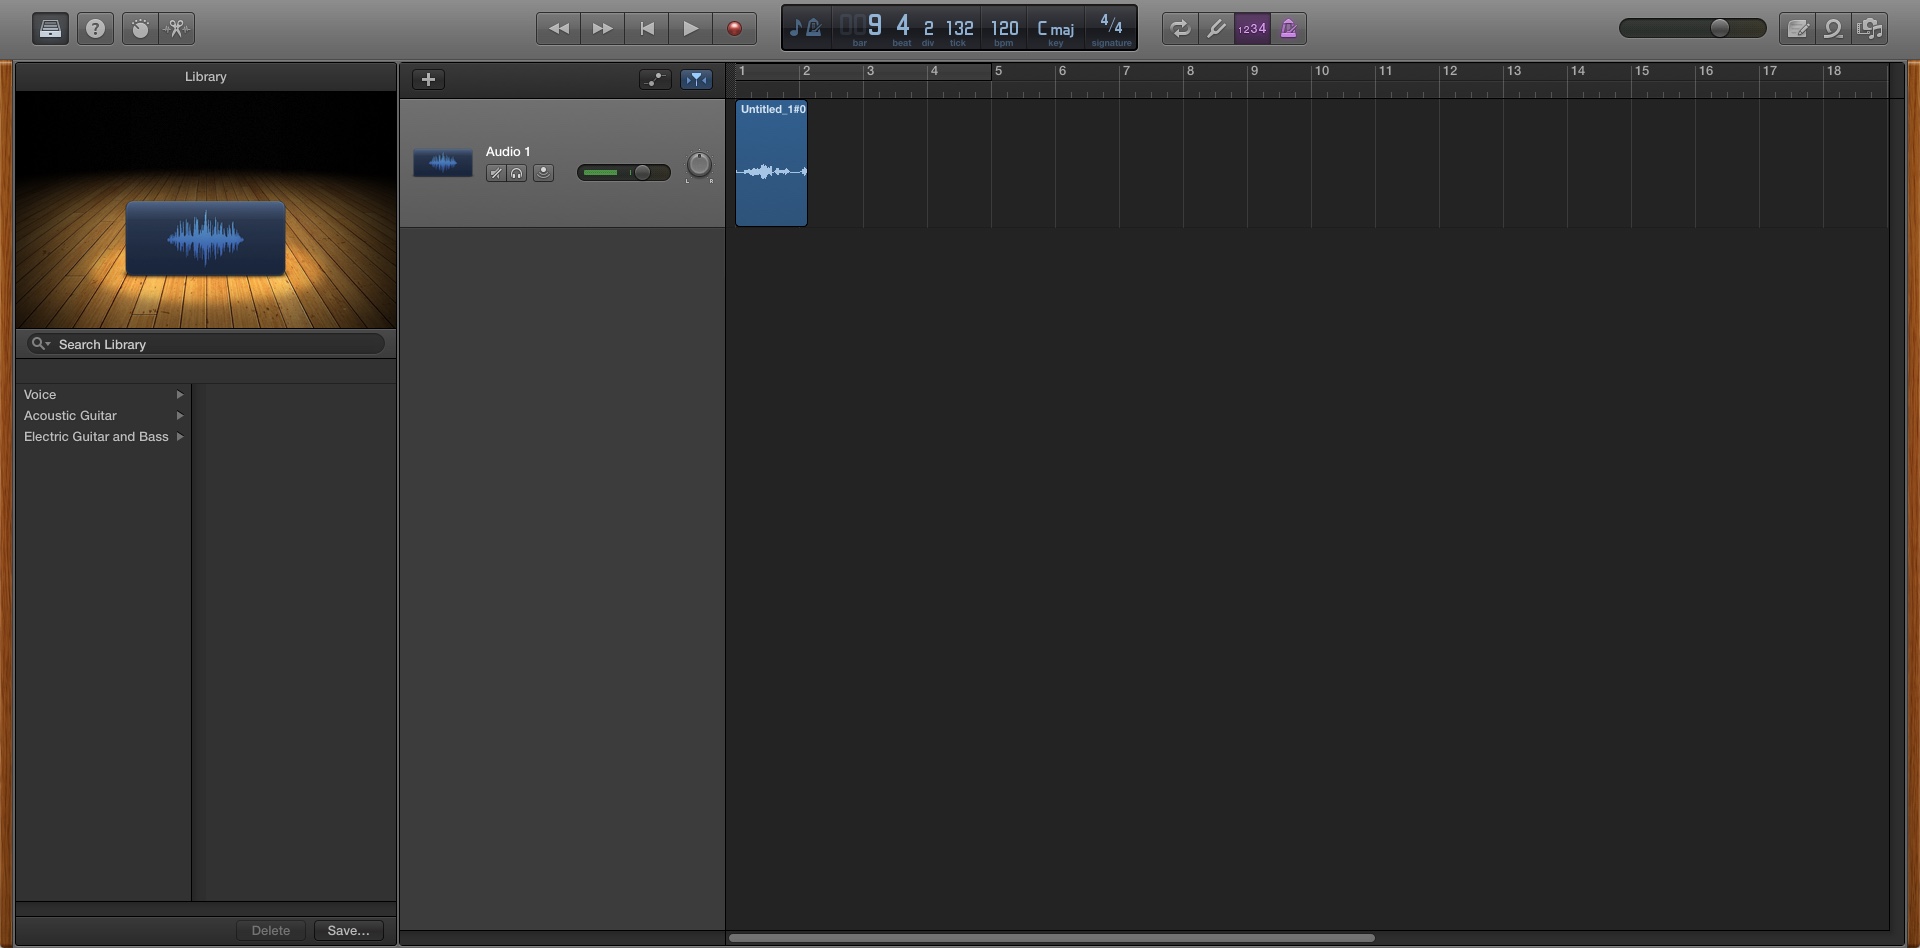 009 4 2 132 120 C maj 4/4
bar beat div tick bpm key signature
1234
Library
1 2 3 4 5 6 7 8 9 10 11 12 13 14 15 16 17 18
Untitled_1#0
Audio 1
L R
Search Library
Voice
Acoustic Guitar
Electric Guitar and Bass
Delete Save...